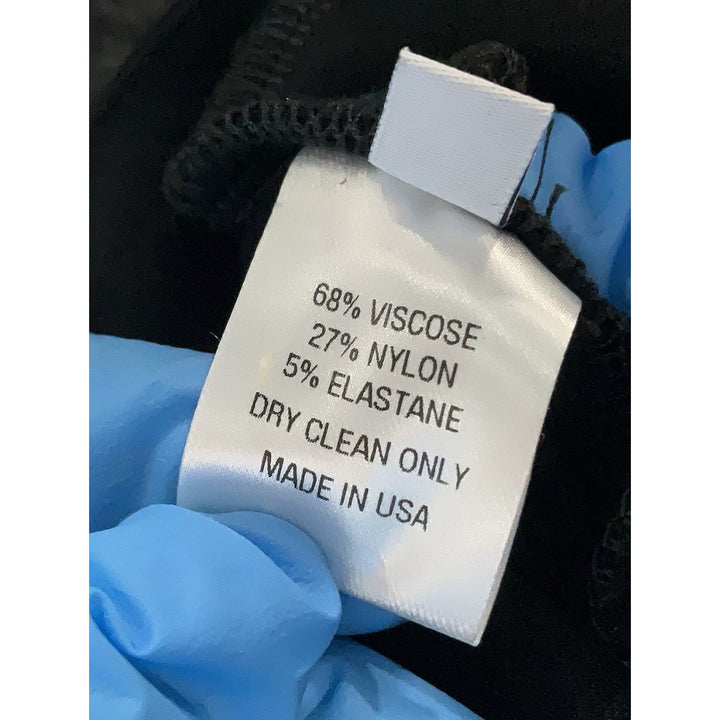 68% VISCOSE
27% NYLON
5% ELASTANE
DRY CLEAN ONLY
MADE IN USA